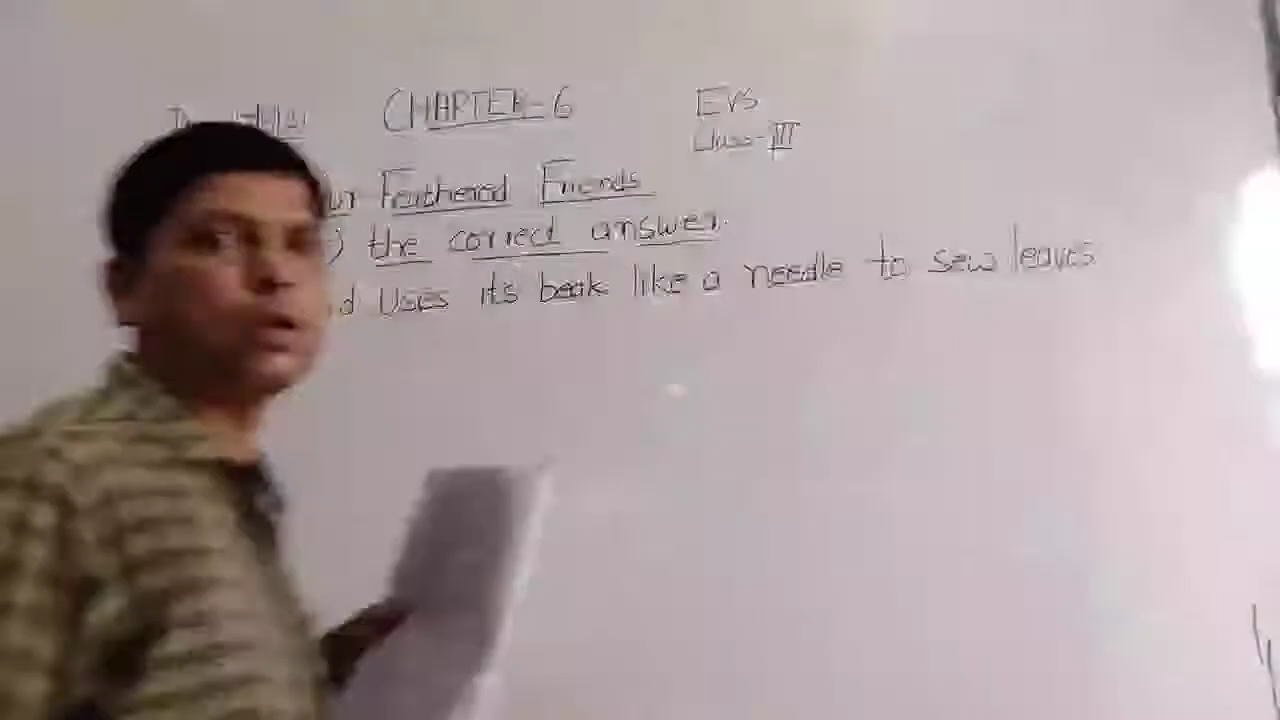 CHAPTER-6 EVS
Class-III
Feathered Friends
the correct answer.
Uses its beak like a needle to sew leaves